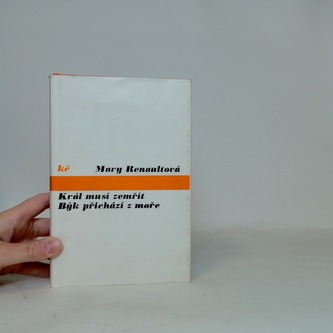 ké Mary Renaultová
Král musí zemřít
Býk přichází z moře